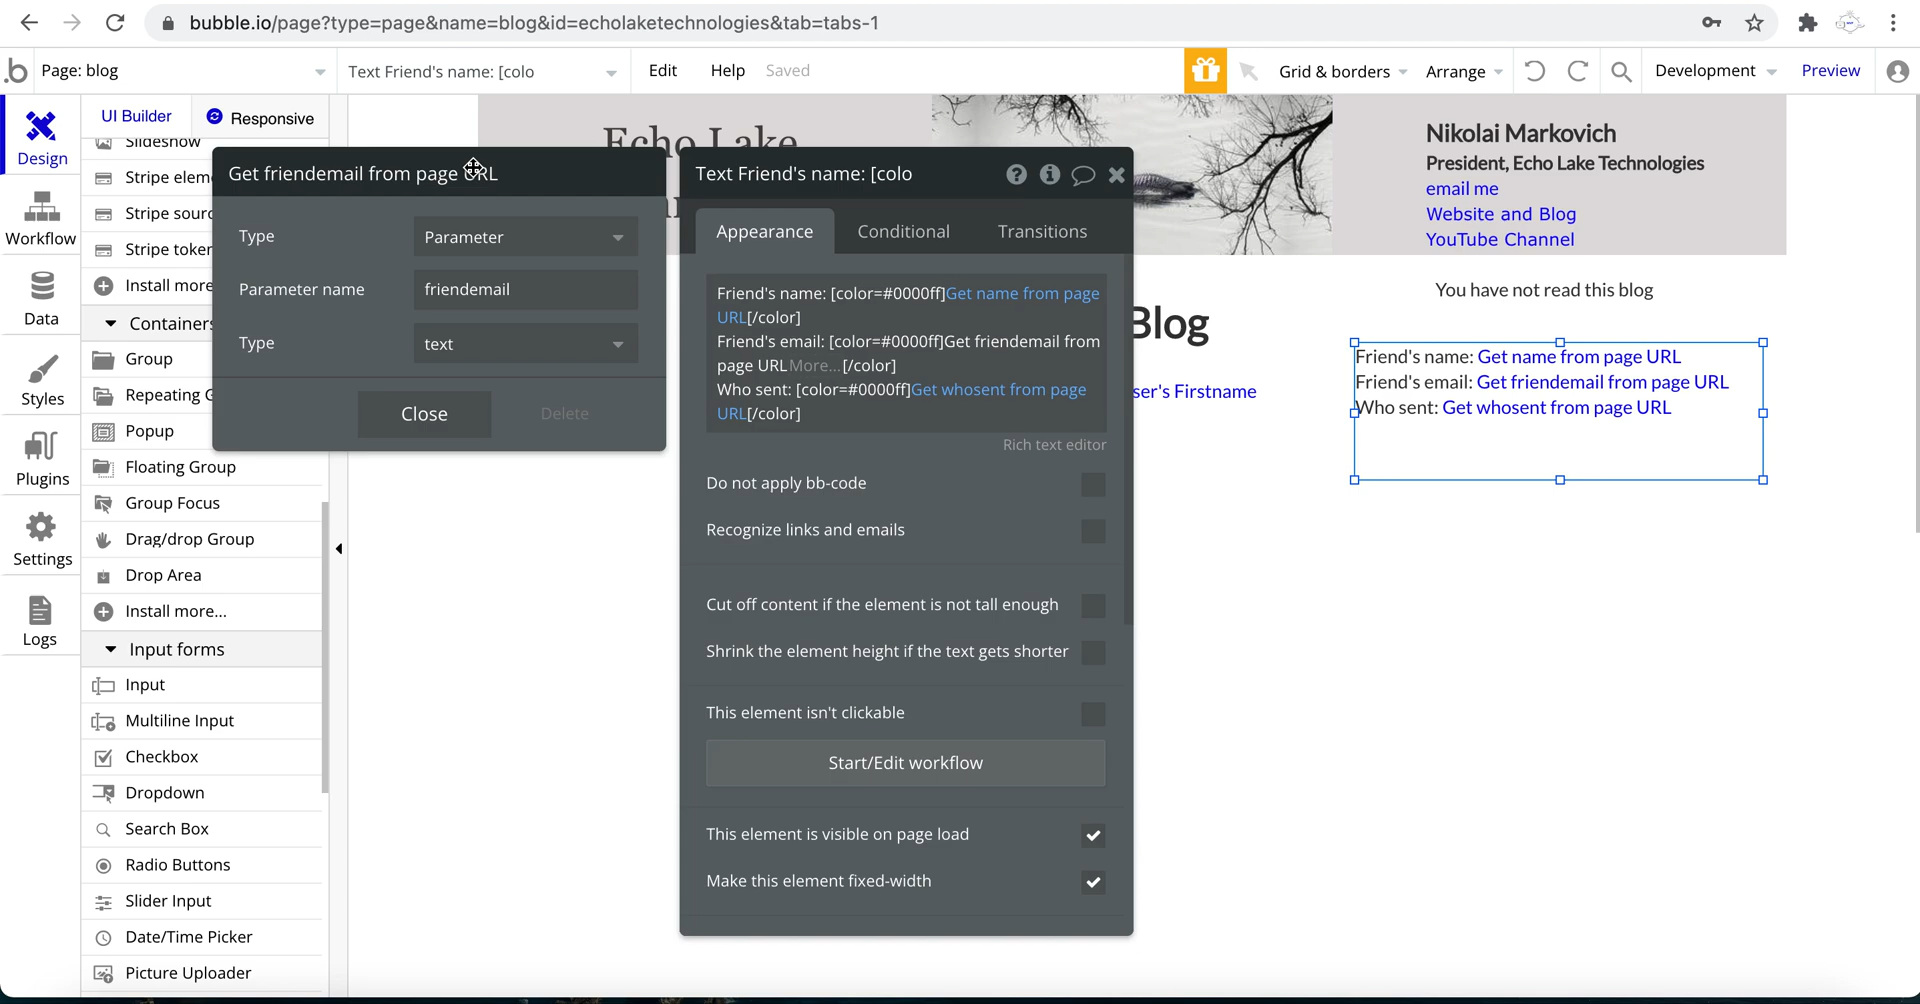 bubble.io/page?type=page&name=blog&id=echolaketechnologies&tab=tabs-1
Page: blog
Text Friend's name: [colo
Edit
Help
Saved
Grid & borders
Arrange
Development
Preview
Design
Workflow
Data
Styles
Plugins
Settings
Logs
UI Builder
Responsive
Slideshow
Stripe elem
Stripe sourc
Stripe token
Install more
Containers
Group
Repeating G
Popup
Floating Group
Group Focus
Drag/drop Group
Drop Area
Install more...
Input forms
Input
Multiline Input
Checkbox
Dropdown
Search Box
Radio Buttons
Slider Input
Date/Time Picker
Picture Uploader
Get friendemail from page URL
Type
Parameter
Parameter name
friendemail
Type
text
Close
Delete
Text Friend's name: [colo
Appearance
Conditional
Transitions
Friend's name: [color=#0000ff]Get name from page
URL[/color]
Friend's email: [color=#0000ff]Get friendemail from
page URL More... [/color]
Who sent: [color=#0000ff]Get whosent from page
URL[/color]
Rich text editor
Do not apply bb-code
Recognize links and emails
Cut off content if the element is not tall enough
Shrink the element height if the text gets shorter
This element isn't clickable
Start/Edit workflow
This element is visible on page load
Make this element fixed-width
Echo Lake
Nikolai Markovich
President, Echo Lake Technologies
email me
Website and Blog
YouTube Channel
Blog
ser's Firstname
You have not read this blog
Friend's name: Get name from page URL
Friend's email: Get friendemail from page URL
Who sent: Get whosent from page URL